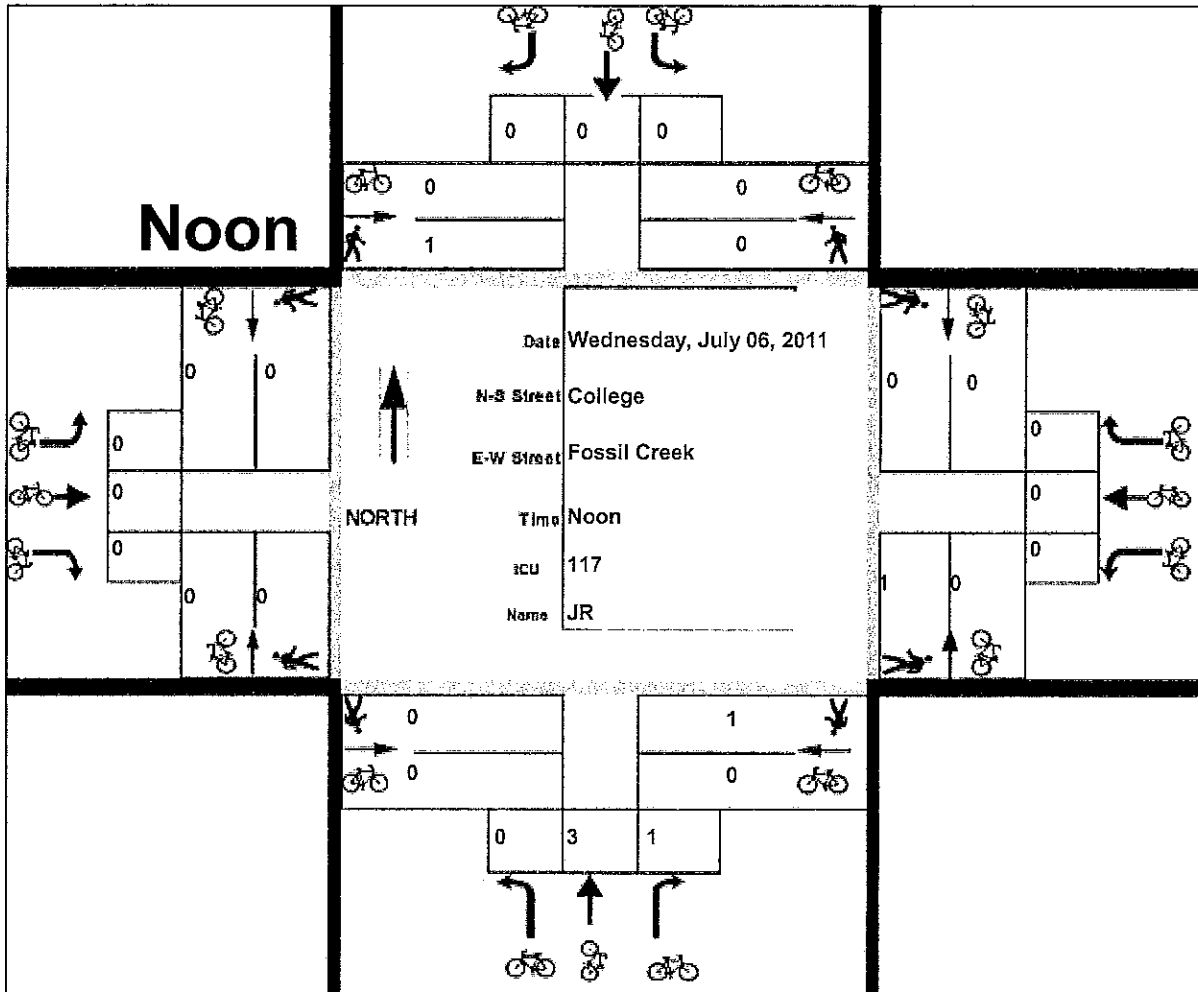 0 0 0
0 0
Noon
1 0
Date Wednesday, July 06, 2011
0 0
0 0
N-S Street College
0 0
E-W Street Fossil Creek
0 0
NORTH
Time Noon
0 0
ICU 117
0 0
1 0
Name JR
0 1
0 0
0 3 1